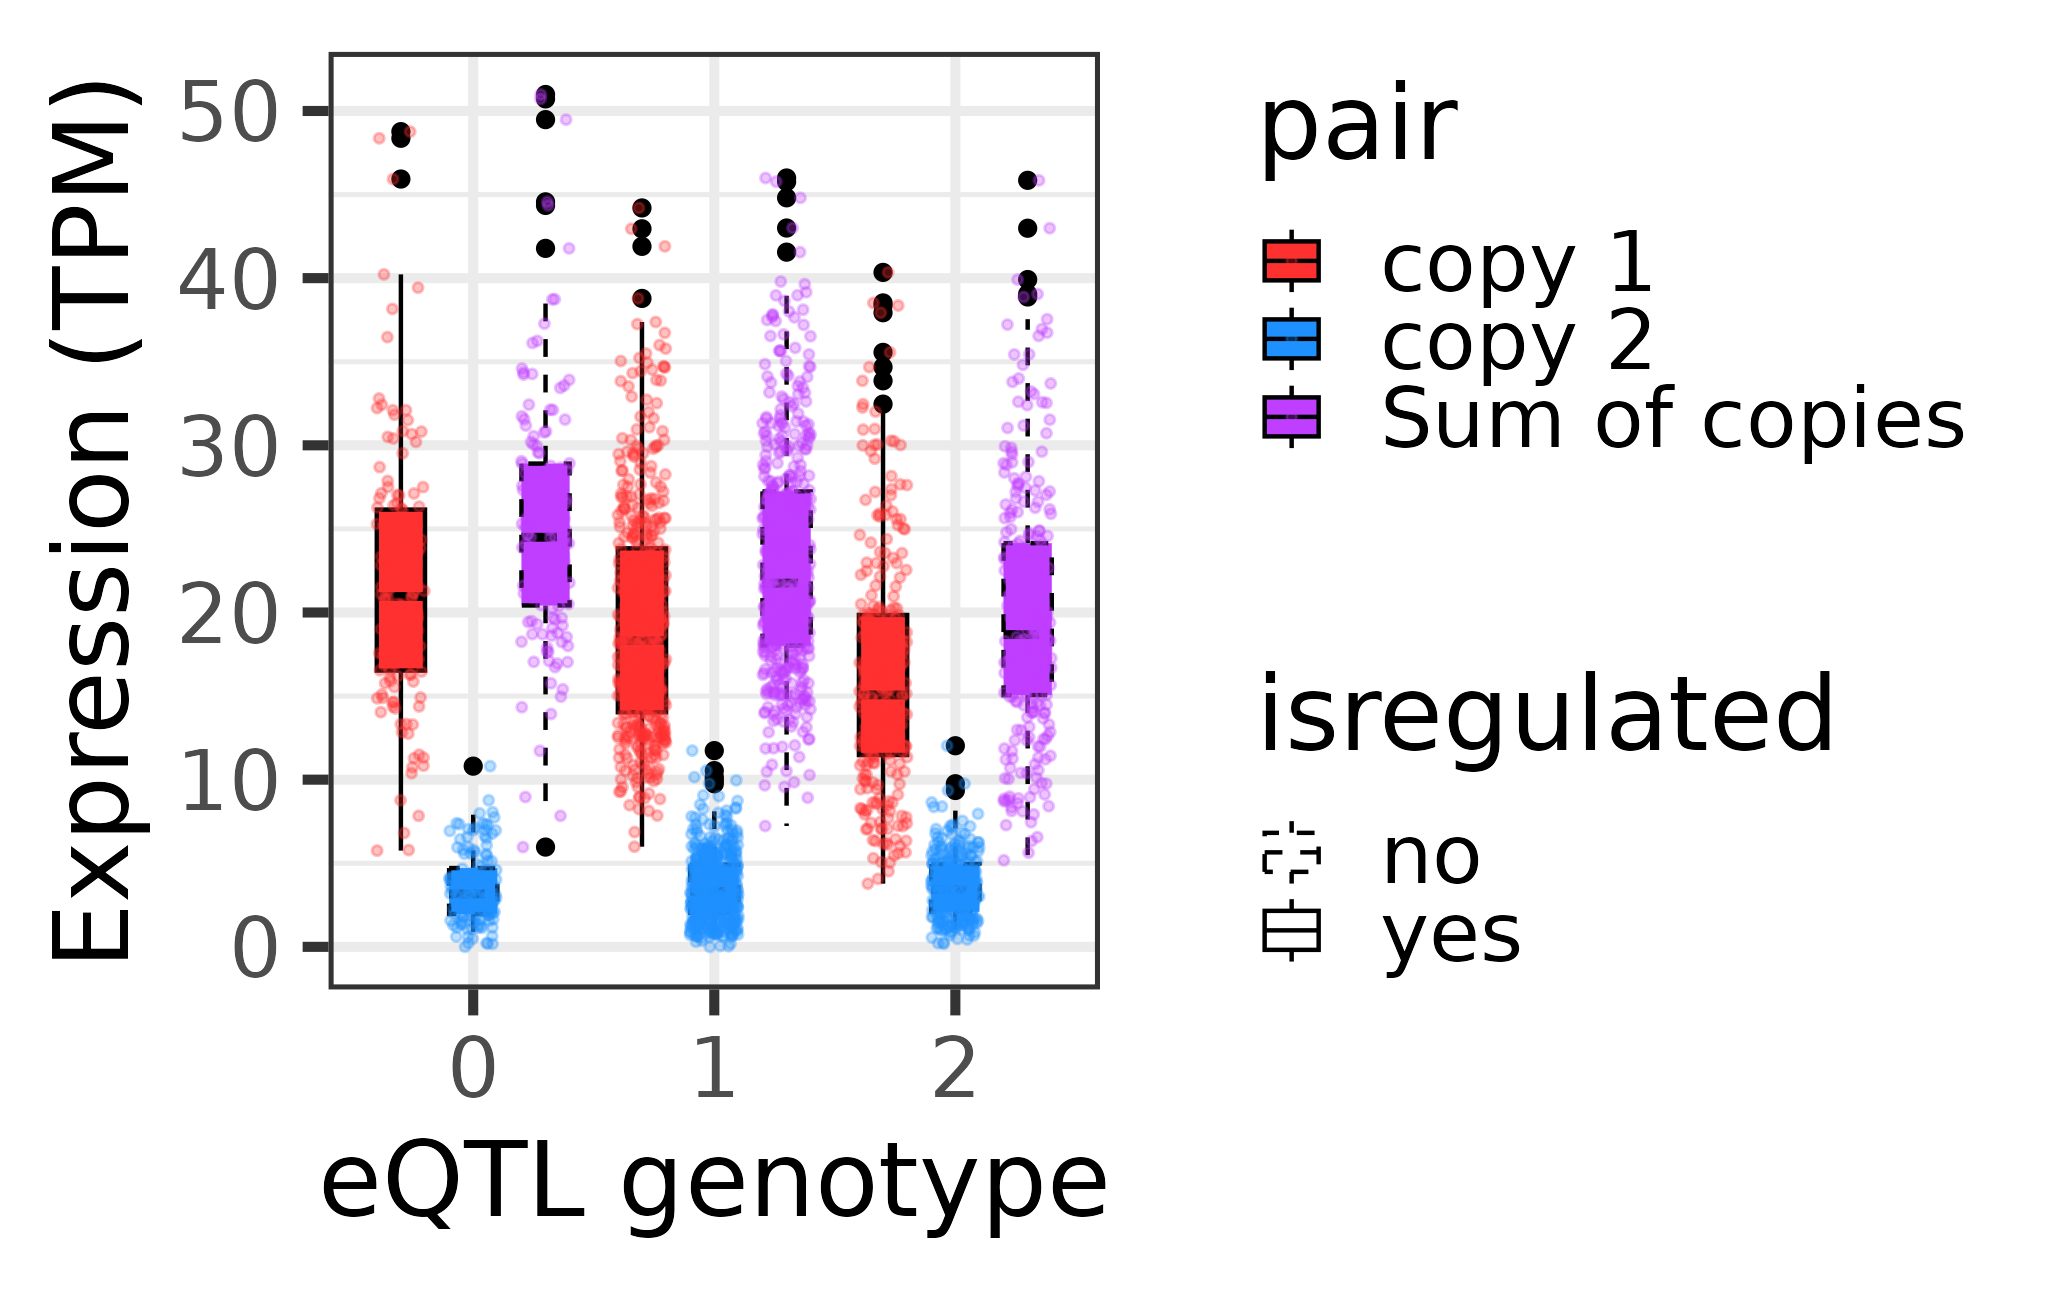 Expression (TPM)
50
40
30
20
10
0
0 1 2
eQTL genotype
pair
copy 1
copy 2
Sum of copies
isregulated
no
yes